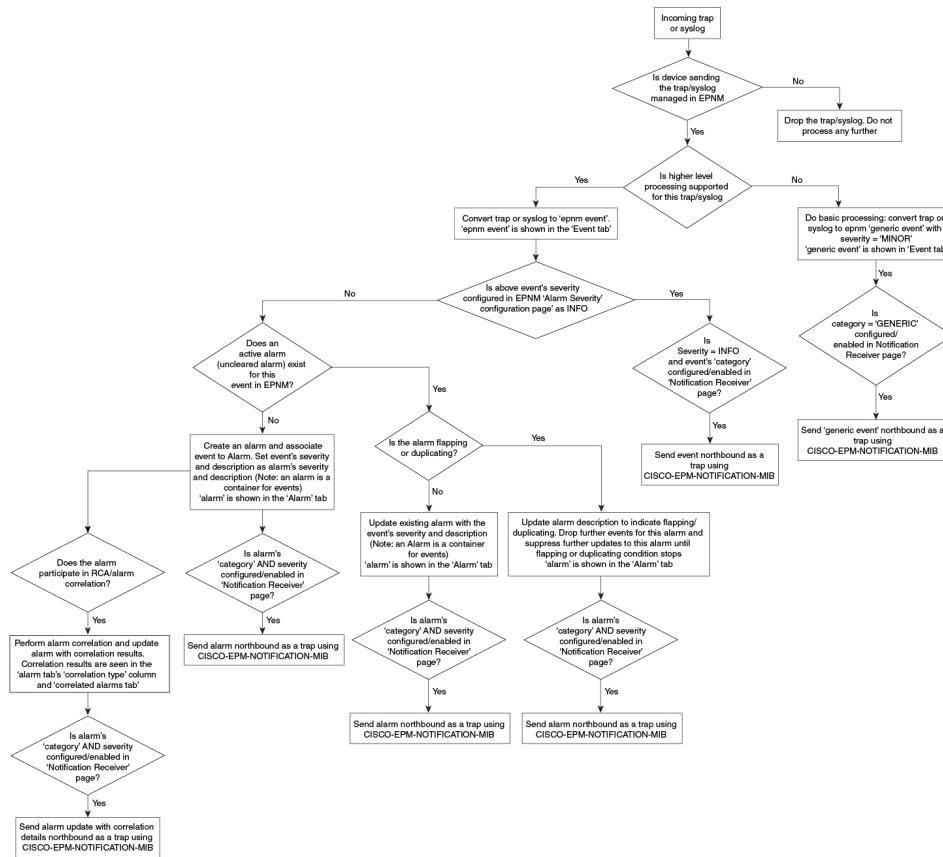 Incoming trap
or syslog
Is device sending
the trap/syslog
managed in EPNM
No
Drop the trap/syslog. Do not
process any further
Yes
Is higher level
processing supported
for this trap/syslog
Yes
No
Convert trap or syslog to 'epnm event'.
'epnm event' is shown in the 'Event tab'
Do basic processing: convert trap or
syslog to epnm 'generic event' with
severity = 'MINOR'
'generic event' is shown in 'Event tab
Yes
Is above event's severity
configured in EPNM 'Alarm Severity'
configuration page' as INFO
No
Yes
Is
category = 'GENERIC'
configured/
enabled in Notification
Receiver page?
Yes
Send 'generic event' northbound as a
trap using
CISCO-EPM-NOTIFICATION-MIB
Is
Severity = INFO
and event's 'category'
configured/enabled in
'Notification Receiver'
page?
Yes
Send event northbound as a
trap using
CISCO-EPM-NOTIFICATION-MIB
Does an
active alarm
(uncleared alarm) exist
for this
event in EPNM?
Yes
No
Is the alarm flapping
or duplicating?
Yes
No
Create an alarm and associate
event to Alarm. Set event's severity
and description as alarm's severity
and description (Note: an alarm is a
container for events)
'alarm' is shown in the 'Alarm' tab
Update existing alarm with the
event's severity and description
(Note: an Alarm is a container
for events)
'alarm' is shown in the 'Alarm' tab
Update alarm description to indicate flapping/
duplicating. Drop further events for this alarm and
suppress further updates to this alarm until
flapping or duplicating condition stops
'alarm' is shown in the 'Alarm' tab
Does the alarm
participate in RCA/alarm
correlation?
Yes
Is alarm's
'category' AND severity
configured/enabled in
'Notification Receiver'
page?
Yes
Send alarm northbound as a trap using
CISCO-EPM-NOTIFICATION-MIB
Is alarm's
'category' AND severity
configured/enabled in
'Notification Receiver'
page?
Yes
Send alarm northbound as a trap using
CISCO-EPM-NOTIFICATION-MIB
Is alarm's
'category' AND severity
configured/enabled in
'Notification Receiver'
page?
Yes
Send alarm northbound as a trap using
CISCO-EPM-NOTIFICATION-MIB
Perform alarm correlation and update
alarm with correlation results.
Correlation results are seen in the
'alarm tab's 'correlation type' column
and 'correlated alarms tab'
Is alarm's
'category' AND severity
configured/enabled in
'Notification Receiver'
page?
Yes
Send alarm update with correlation
details northbound as a trap using
CISCO-EPM-NOTIFICATION-MIB